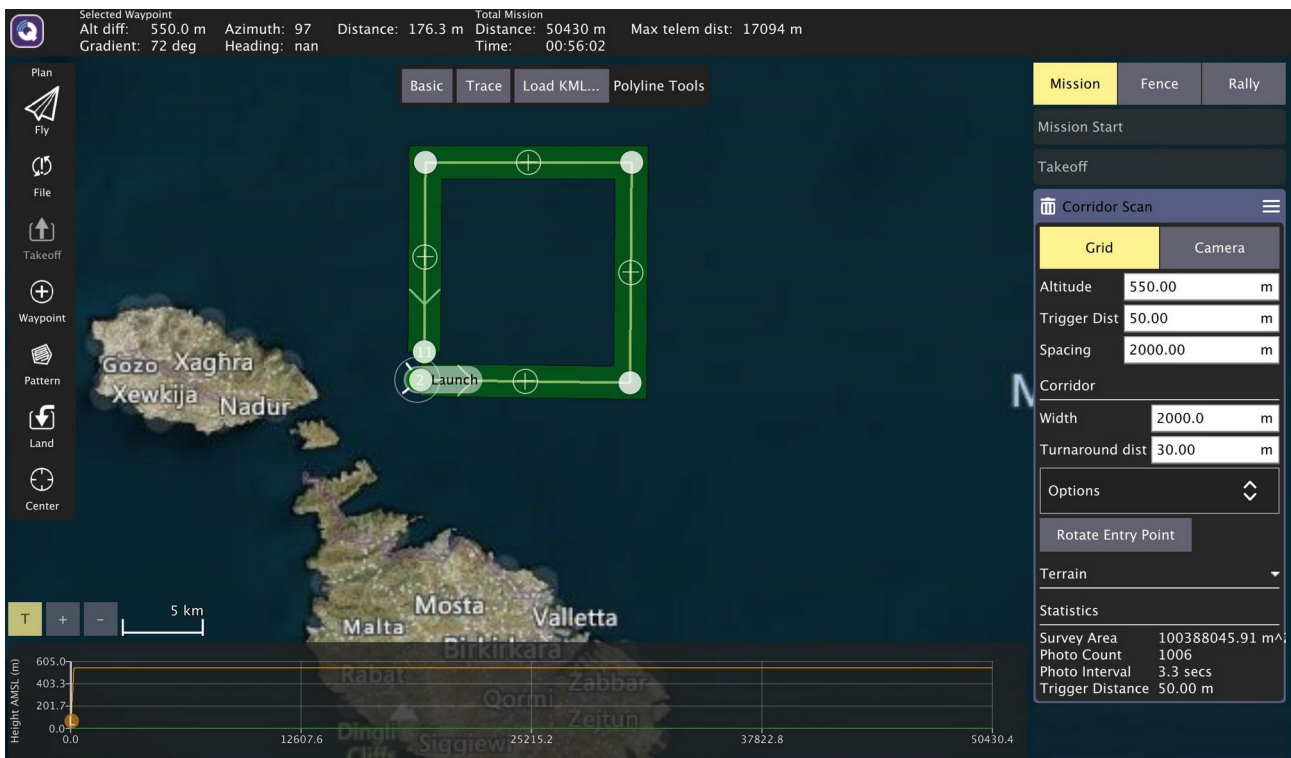 Selected Waypoint
Alt diff: 550.0 m Azimuth: 97 Distance: 176.3 m
Gradient: 72 deg Heading: nan
Total Mission
Distance: 50430 m Max telem dist: 17094 m
Time: 00:56:02
Plan
Fly
File
Takeoff
Waypoint
Pattern
Land
Center
Basic Trace Load KML... Polyline Tools
11
2 Launch
Gozo Xagħra
Xewkija Nadur
Mosta
Valletta
Malta
Birkirkara
Rabat
Żabbar
Qormi
Żejtun
Dingli
Cliffs Siġġiewi
M
T + -
5 km
Mission Fence Rally
Mission Start
Takeoff
Corridor Scan
Grid Camera
Altitude 550.00 m
Trigger Dist 50.00 m
Spacing 2000.00 m
Corridor
Width 2000.0 m
Turnaround dist 30.00 m
Options
Rotate Entry Point
Terrain
Statistics
Survey Area 100388045.91 m^
Photo Count 1006
Photo Interval 3.3 secs
Trigger Distance 50.00 m
Height AMSL (m)
605.0
403.3
201.7
0.0
L
0.0 12607.6 25215.2 37822.8 50430.4